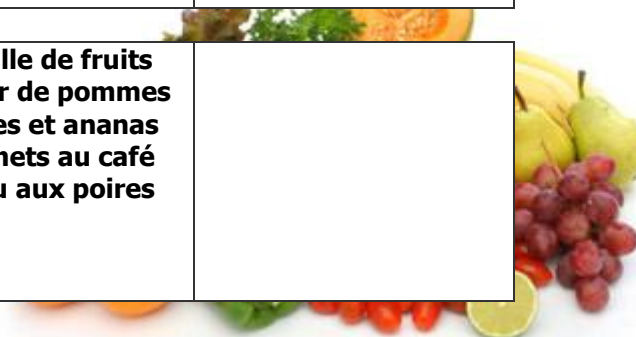 lle de fruits
r de pommes
es et ananas
nets au café
u aux poires